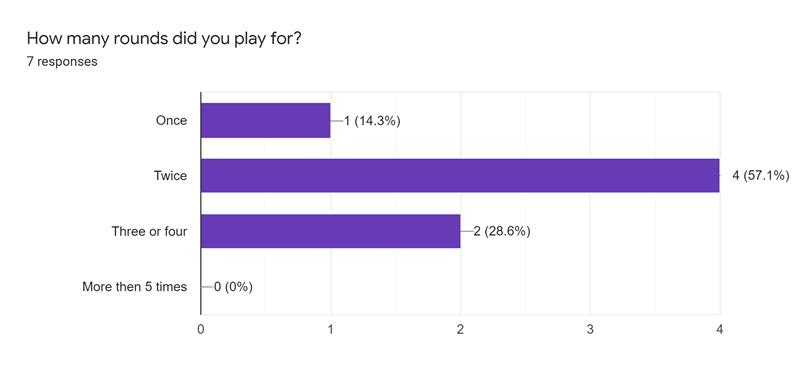 How many rounds did you play for?
7 responses
Once 1 (14.3%)
Twice 4 (57.1%)
Three or four 2 (28.6%)
More then 5 times 0 (0%)
0 1 2 3 4